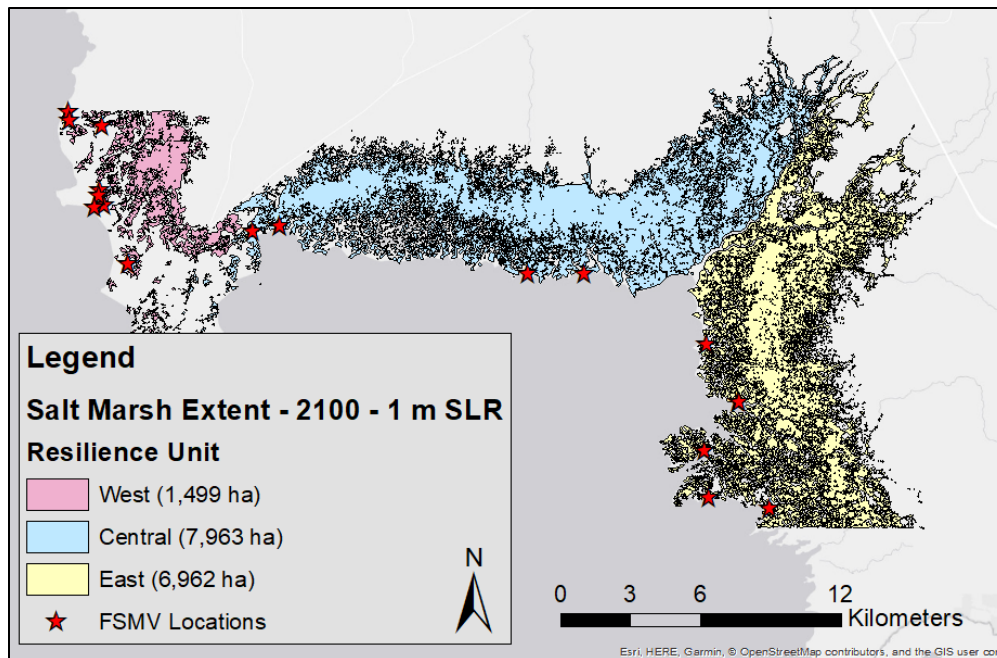 Legend
Salt Marsh Extent - 2100 - 1 m SLR
Resilience Unit
West (1,499 ha)
Central (7,963 ha)
East (6,962 ha)
FSMV Locations
N
0 3 6 12
Kilometers
Esri, HERE, Garmin, © OpenStreetMap contributors, and the GIS user